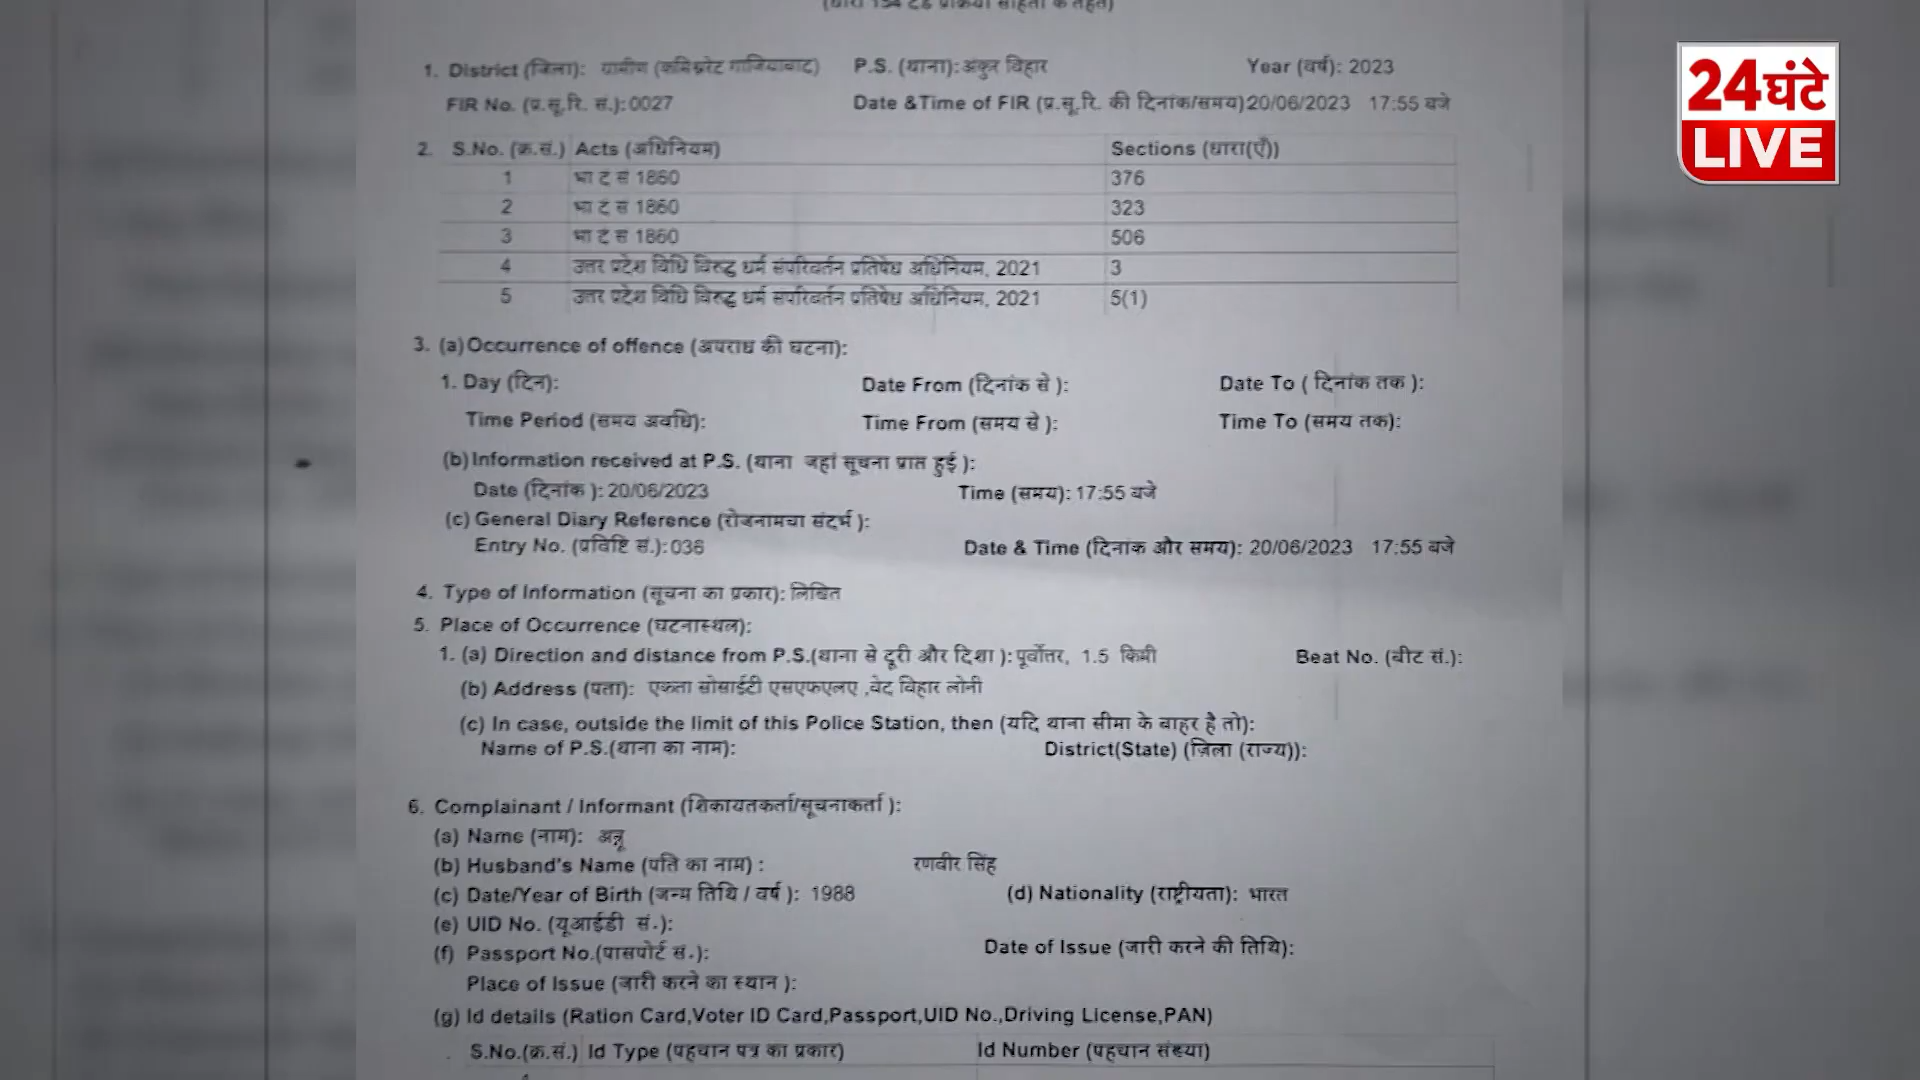 1. District (जिला): ग्रामीण (कमिश्नरेट गाजियाबाद) P.S. (थाना): अंकुर विहार Year (वर्ष): 2023
24घंटे
LIVE
FIR No. (प्र.सू.रि. सं.): 0027 Date &Time of FIR (प्र.सू.रि. की दिनांक/समय) 20/06/2023 17:55 बजे
2. S.No. (क्र.सं.) Acts (अधिनियम) Sections (धारा(एँ))
1 भा दं सं 1860 376
2 भा दं सं 1860 323
3 भा दं सं 1860 506
4 उत्तर प्रदेश विधि विरुद्ध धर्म संपरिवर्तन प्रतिषेध अधिनियम, 2021 3
5 उत्तर प्रदेश विधि विरुद्ध धर्म संपरिवर्तन प्रतिषेध अधिनियम, 2021 5(1)
3. (a) Occurrence of offence (अपराध की घटना):
1. Day (दिन): Date From (दिनांक से ): Date To ( दिनांक तक ):
Time Period (समय अवधि): Time From (समय से ): Time To (समय तक):
(b) Information received at P.S. (थाना जहां सूचना प्राप्त हुई ):
Date (दिनांक ): 20/06/2023 Time (समय): 17:55 बजे
(c) General Diary Reference (रोजनामचा संदर्भ ):
Entry No. (प्रविष्टि सं.): 036 Date & Time (दिनांक और समय): 20/06/2023 17:55 बजे
4. Type of Information (सूचना का प्रकार): लिखित
5. Place of Occurrence (घटनास्थल):
1. (a) Direction and distance from P.S.(थाना से दूरी और दिशा ): पूर्वोत्तर, 1.5 किमी Beat No. (बीट सं.):
(b) Address (पता): एकता सोसाईटी एसएफएलए ,वेद विहार लोनी
(c) In case, outside the limit of this Police Station, then (यदि थाना सीमा के बाहर है तो):
Name of P.S.(थाना का नाम): District(State) (ज़िला (राज्य)):
6. Complainant / Informant (शिकायतकर्ता/सूचनाकर्ता ):
(a) Name (नाम): अन्नू
(b) Husband's Name (पति का नाम) : रणवीर सिंह
(c) Date/Year of Birth (जन्म तिथि / वर्ष ): 1988 (d) Nationality (राष्ट्रीयता): भारत
(e) UID No. (यूआईडी सं.):
(f) Passport No.(पासपोर्ट सं.): Date of Issue (जारी करने की तिथि):
Place of Issue (जारी करने का स्थान ):
(g) Id details (Ration Card,Voter ID Card,Passport,UID No.,Driving License,PAN)
S.No.(क्र.सं.) Id Type (पहचान पत्र का प्रकार) Id Number (पहचान संख्या)